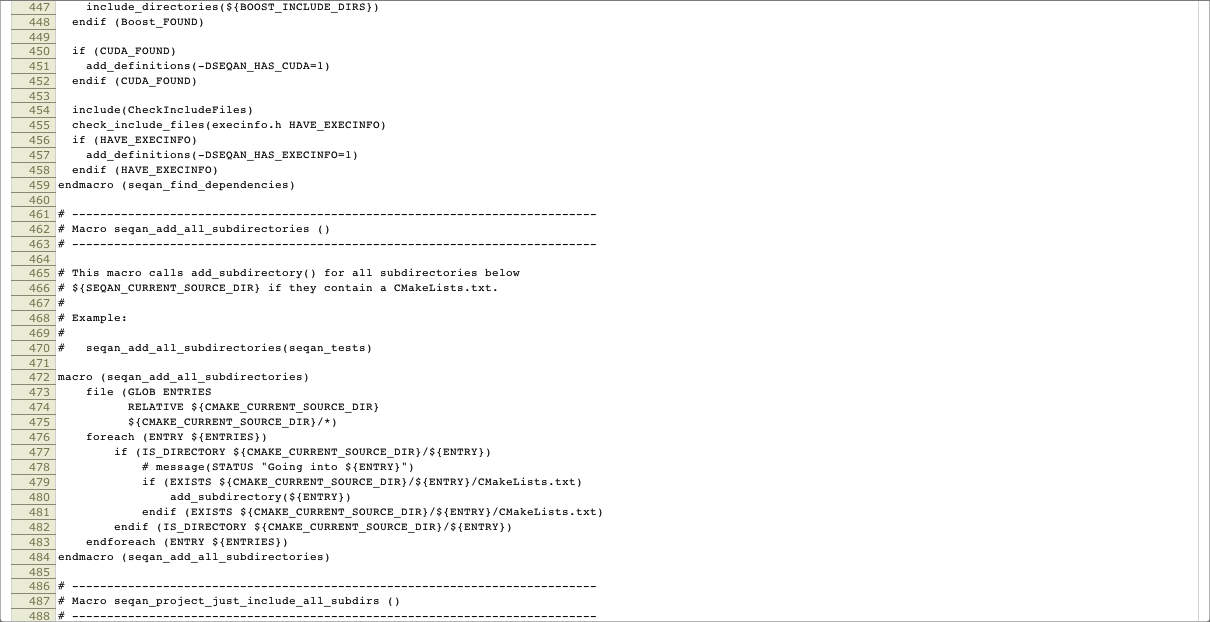 447     include_directories(${BOOST_INCLUDE_DIRS})
448   endif (Boost_FOUND)
449
450   if (CUDA_FOUND)
451     add_definitions(-DSEQAN_HAS_CUDA=1)
452   endif (CUDA_FOUND)
453
454   include(CheckIncludeFiles)
455   check_include_files(execinfo.h HAVE_EXECINFO)
456   if (HAVE_EXECINFO)
457     add_definitions(-DSEQAN_HAS_EXECINFO=1)
458   endif (HAVE_EXECINFO)
459 endmacro (seqan_find_dependencies)
460
461 # ---------------------------------------------------------------------------
462 # Macro seqan_add_all_subdirectories ()
463 # ---------------------------------------------------------------------------
464
465 # This macro calls add_subdirectory() for all subdirectories below
466 # ${SEQAN_CURRENT_SOURCE_DIR} if they contain a CMakeLists.txt.
467 #
468 # Example:
469 #
470 #   seqan_add_all_subdirectories(seqan_tests)
471
472 macro (seqan_add_all_subdirectories)
473     file (GLOB ENTRIES
474           RELATIVE ${CMAKE_CURRENT_SOURCE_DIR}
475           ${CMAKE_CURRENT_SOURCE_DIR}/*)
476     foreach (ENTRY ${ENTRIES})
477         if (IS_DIRECTORY ${CMAKE_CURRENT_SOURCE_DIR}/${ENTRY})
478             # message(STATUS "Going into ${ENTRY}")
479             if (EXISTS ${CMAKE_CURRENT_SOURCE_DIR}/${ENTRY}/CMakeLists.txt)
480                 add_subdirectory(${ENTRY})
481             endif (EXISTS ${CMAKE_CURRENT_SOURCE_DIR}/${ENTRY}/CMakeLists.txt)
482         endif (IS_DIRECTORY ${CMAKE_CURRENT_SOURCE_DIR}/${ENTRY})
483     endforeach (ENTRY ${ENTRIES})
484 endmacro (seqan_add_all_subdirectories)
485
486 # ---------------------------------------------------------------------------
487 # Macro seqan_project_just_include_all_subdirs ()
488 # ---------------------------------------------------------------------------